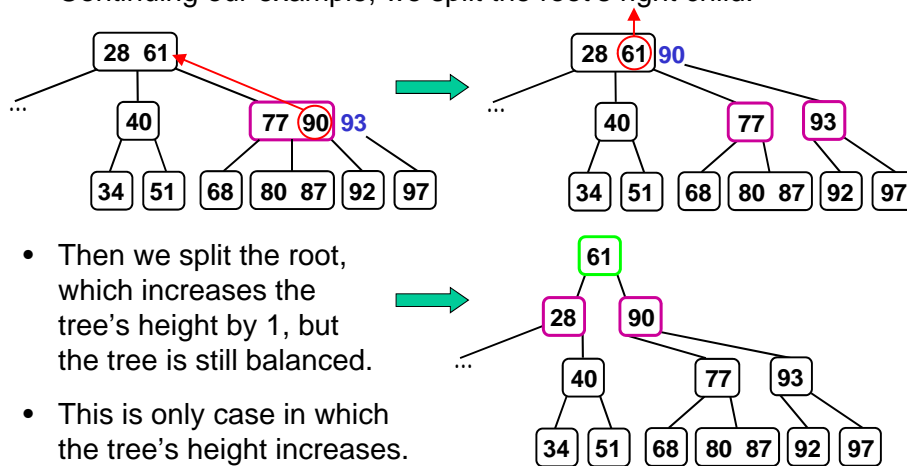 Continuing our example, we split the root's right child:
28 61
...
40
77 90 93
34 51 68 80 87 92 97
28 61 90
...
40
77
93
34 51 68 80 87 92 97
• Then we split the root,
which increases the
tree's height by 1, but
the tree is still balanced.
• This is only case in which
the tree's height increases.
61
28
90
...
40
77
93
34 51 68 80 87 92 97